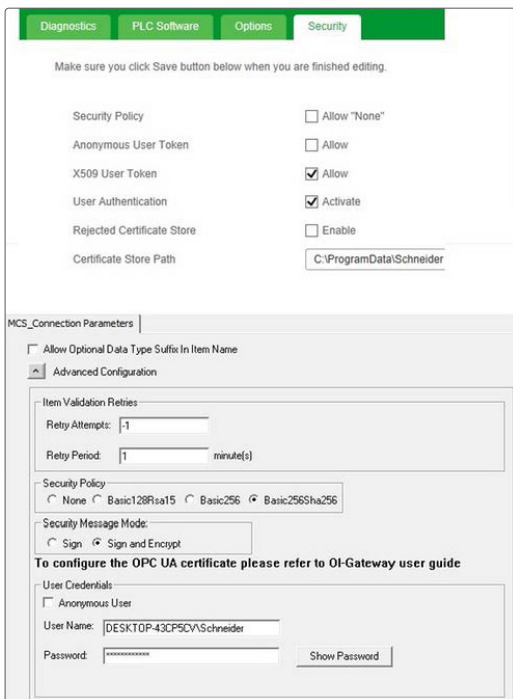 Diagnostics PLC Software Options Security
Make sure you click Save button below when you are finished editing.
Security Policy Allow "None"
Anonymous User Token Allow
X509 User Token Allow
User Authentication Activate
Rejected Certificate Store Enable
Certificate Store Path C:\ProgramData\Schneider
MCS_Connection Parameters
Allow Optional Data Type Suffix In Item Name
Advanced Configuration
Item Validation Retries
Retry Attempts: -1
Retry Period: 1 minute(s)
Security Policy
None Basic128Rsa15 Basic256 Basic256Sha256
Security Message Mode:
Sign Sign and Encrypt
To configure the OPC UA certificate please refer to OI-Gateway user guide
User Credentials
Anonymous User
User Name: DESKTOP-43CP5CV\Schneider
Password: ************ Show Password